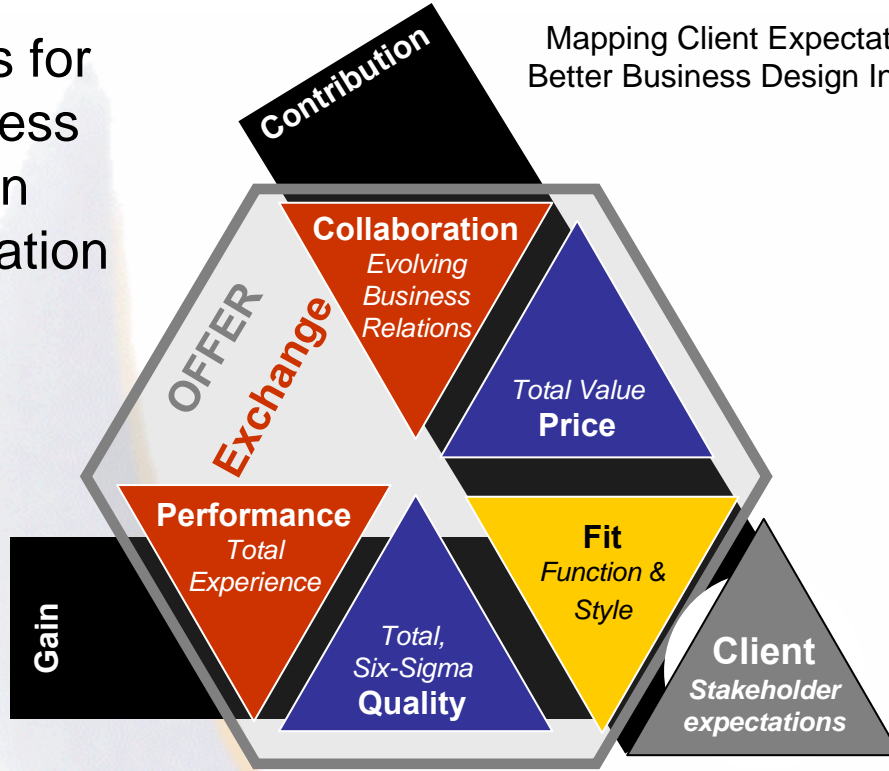 s for
ess
n
ation
Mapping Client Expectat
Better Business Design In
Contribution
Collaboration
Evolving
Business
Relations
OFFER
Exchange
Total Value
Price
Performance
Total
Experience
Fit
Function &
Style
Gain
Total,
Six-Sigma
Quality
Client
Stakeholder
expectations